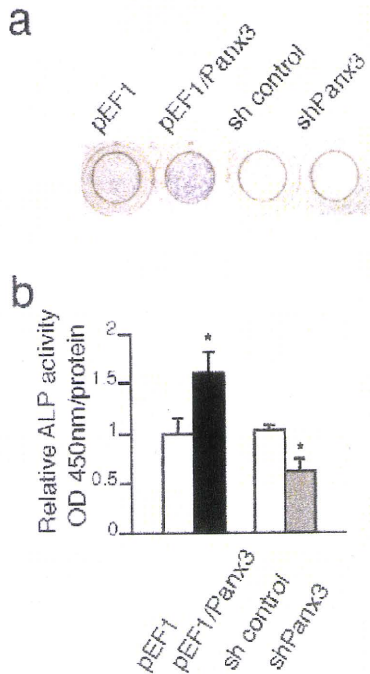 a
pEF1
pEF1/Panx3
sh control
shPanx3
b
Relative ALP activity
OD 450nm/protein
2
1.5
1
0.5
0
*
*
pEF1
pEF1/Panx3
sh control
shPanx3